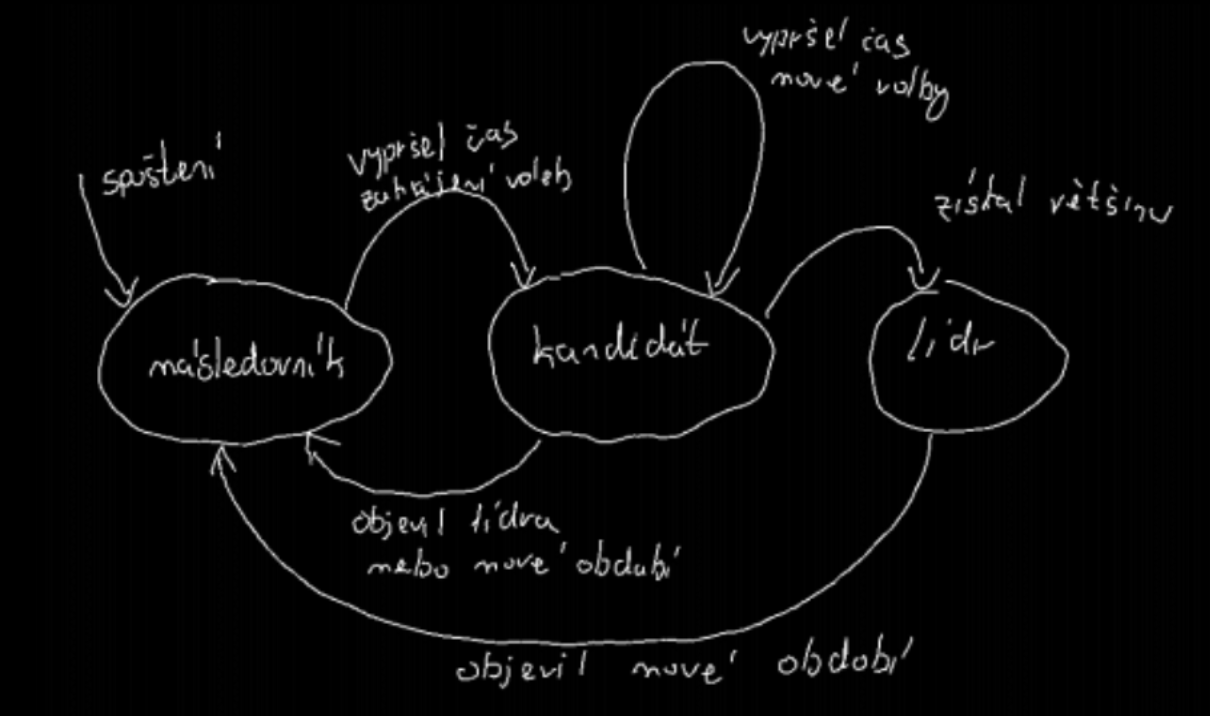 vypršel čas
nové volby
spuštění
vypršel čas
zahájení voleb
získal většinu
následovník
kandidát
lídr
objevil lídra
nebo nové období
objevil nové období